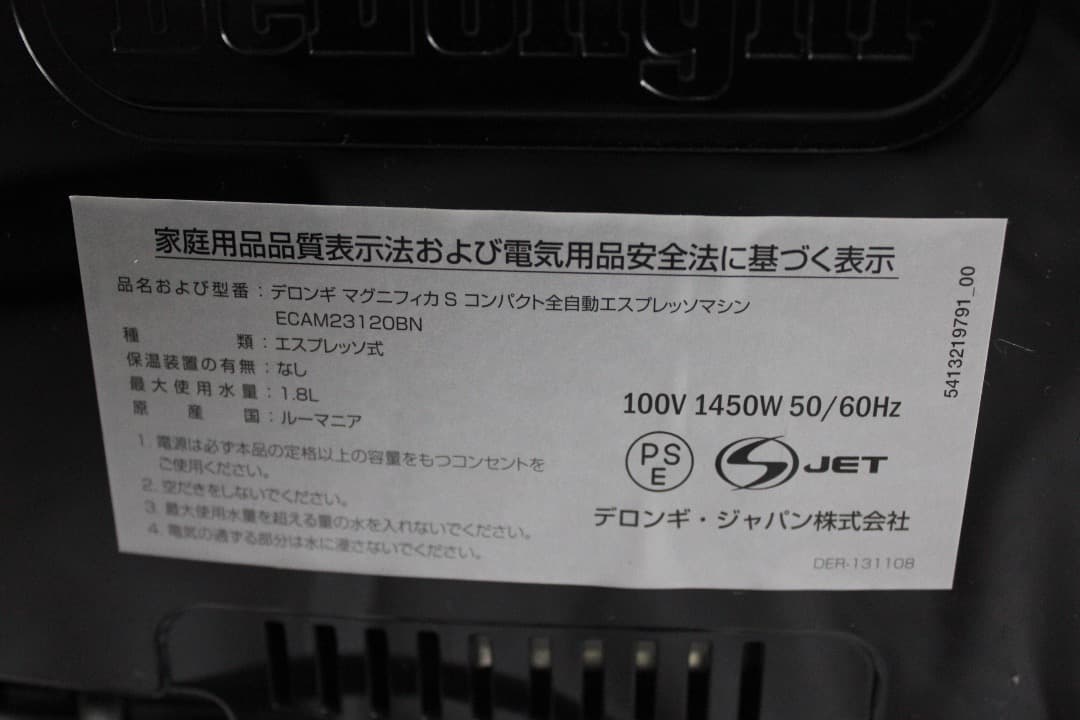 DeLonghi
家庭用品品質表示法および電気用品安全法に基づく表示
品名および型番：デロンギ マグニフィカ S コンパクト全自動エスプレッソマシン
ECAM23120BN
種類：エスプレッソ式
保温装置の有無：なし
最大使用水量：1.8L
原産国：ルーマニア
1. 電源は必ず本品の定格以上の容量をもつコンセントを
ご使用ください。
2. 空だきをしないでください。
3. 最大使用水量を超える量の水を入れないでください。
4. 電気の通ずる部分は水に浸さないでください。
100V 1450W 50/60Hz
PS
E
JET
デロンギ・ジャパン株式会社
DER-131108
5413219791_00